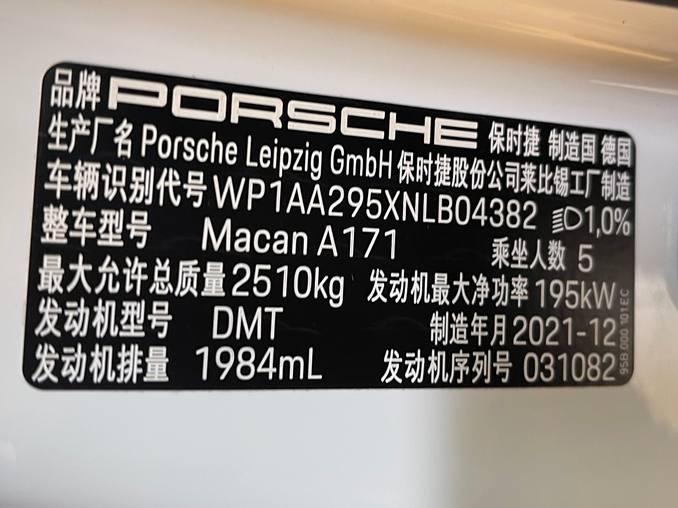 品牌 PORSCHE 保时捷 制造国 德国
生产厂名 Porsche Leipzig GmbH 保时捷股份公司莱比锡工厂制造
车辆识别代号 WP1AA295XNLB04382 1,0%
整车型号 Macan A171 乘坐人数 5
最大允许总质量 2510kg 发动机最大净功率 195kW
发动机型号 DMT 制造年月 2021-12
发动机排量 1984mL 发动机序列号 031082
95B.000.101.EC